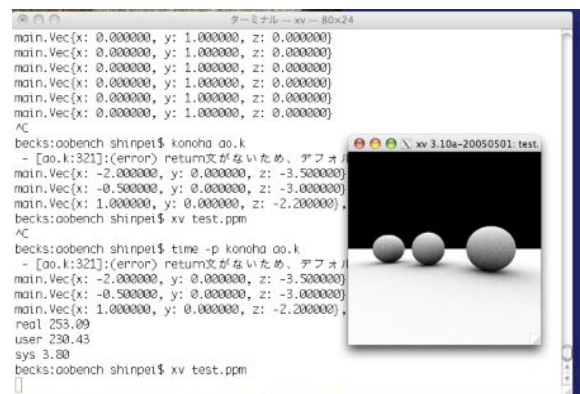 ターミナル — xv — 80×24
main.Vec{x: 0.000000, y: 1.000000, z: 0.000000}
main.Vec{x: 0.000000, y: 1.000000, z: 0.000000}
main.Vec{x: 0.000000, y: 1.000000, z: 0.000000}
main.Vec{x: 0.000000, y: 1.000000, z: 0.000000}
main.Vec{x: 0.000000, y: 1.000000, z: 0.000000}
main.Vec{x: 0.000000, y: 1.000000, z: 0.000000}
^C
becks:aobench shinpei$ konoha ao.k
- [ao.k:321]:(error) return文がないため、デフォル
main.Vec{x: -2.000000, y: 0.000000, z: -3.500000}
main.Vec{x: -0.500000, y: 0.000000, z: -3.000000}
main.Vec{x: 1.000000, y: 0.000000, z: -2.200000},
becks:aobench shinpei$ xv test.ppm
^C
becks:aobench shinpei$ time -p konoha ao.k
- [ao.k:321]:(error) return文がないため、デフォル
main.Vec{x: -2.000000, y: 0.000000, z: -3.500000}
main.Vec{x: -0.500000, y: 0.000000, z: -3.000000}
main.Vec{x: 1.000000, y: 0.000000, z: -2.200000},
real 253.09
user 230.43
sys 3.80
becks:aobench shinpei$ xv test.ppm
xv 3.10a-20050501: test.